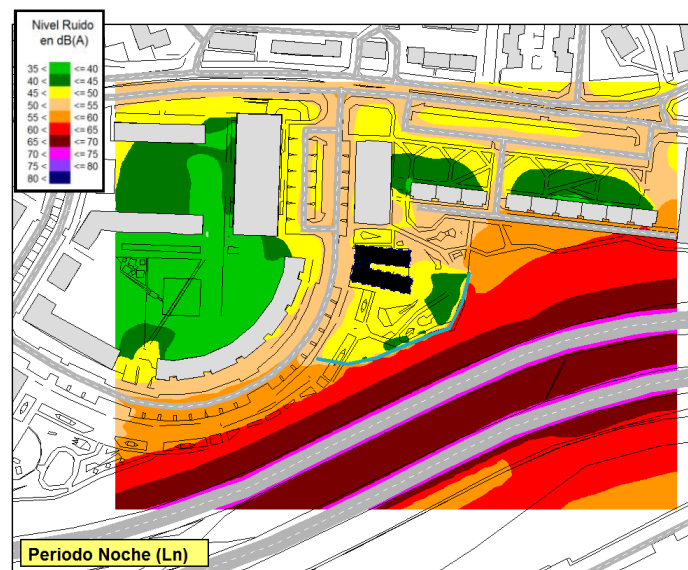 Nivel Ruido
en dB(A)
35 < <= 40
40 < <= 45
45 < <= 50
50 < <= 55
55 < <= 60
60 < <= 65
65 < <= 70
70 < <= 75
75 < <= 80
80 <
Periodo Noche (Ln)